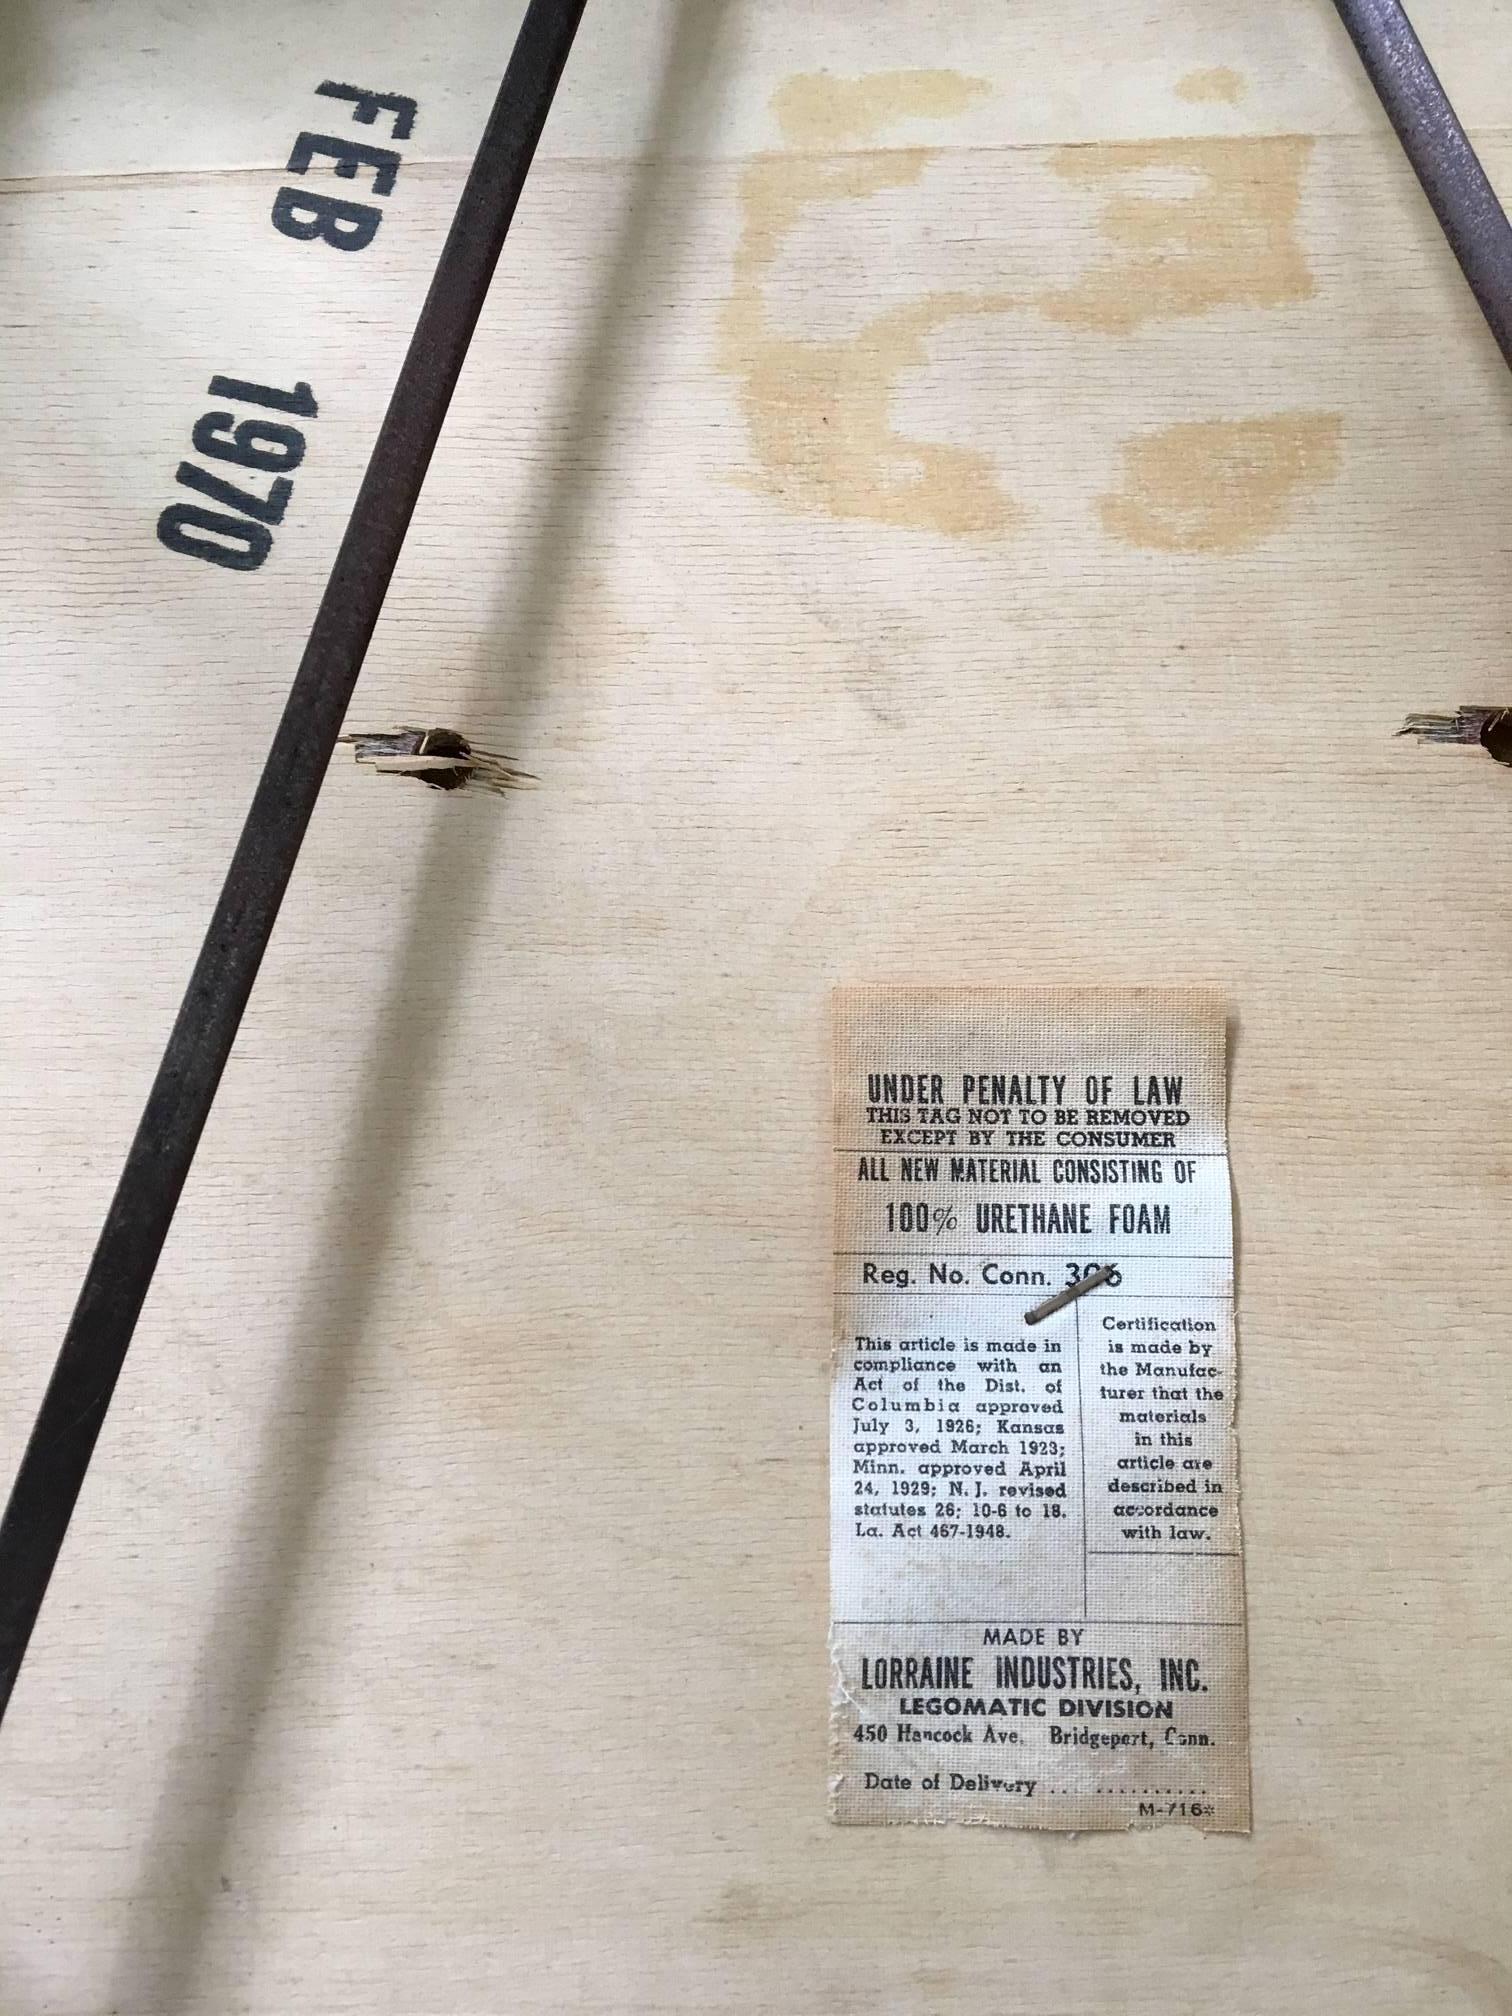 FEB 1970
UNDER PENALTY OF LAW
THIS TAG NOT TO BE REMOVED
EXCEPT BY THE CONSUMER
ALL NEW MATERIAL CONSISTING OF
100% URETHANE FOAM
Reg. No. Conn.
This article is made in
compliance with an
Act of the Dist. of
Columbia approved
July 3, 1926; Kansas
approved March 1923;
Minn. approved April
24, 1929; N. J. revised
statutes 26; 10-6 to 18.
La. Act 467-1948.
Certification
is made by
the Manufac-
turer that the
materials
in this
article are
described in
accordance
with law.
MADE BY
LORRAINE INDUSTRIES, INC.
LEGOMATIC DIVISION
450 Hancock Ave. Bridgeport, Conn.
Date of Delivery ... ...........
M-716*